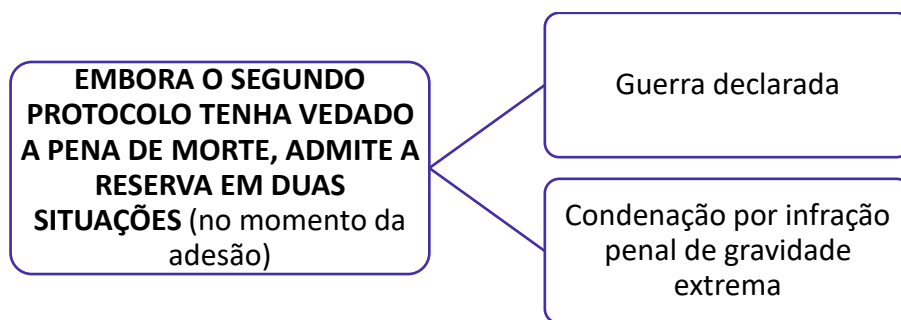 EMBORA O SEGUNDO
PROTOCOLO TENHA VEDADO
A PENA DE MORTE, ADMITE A
RESERVA EM DUAS
SITUAÇÕES (no momento da
adesão)
Guerra declarada
Condenação por infração
penal de gravidade
extrema